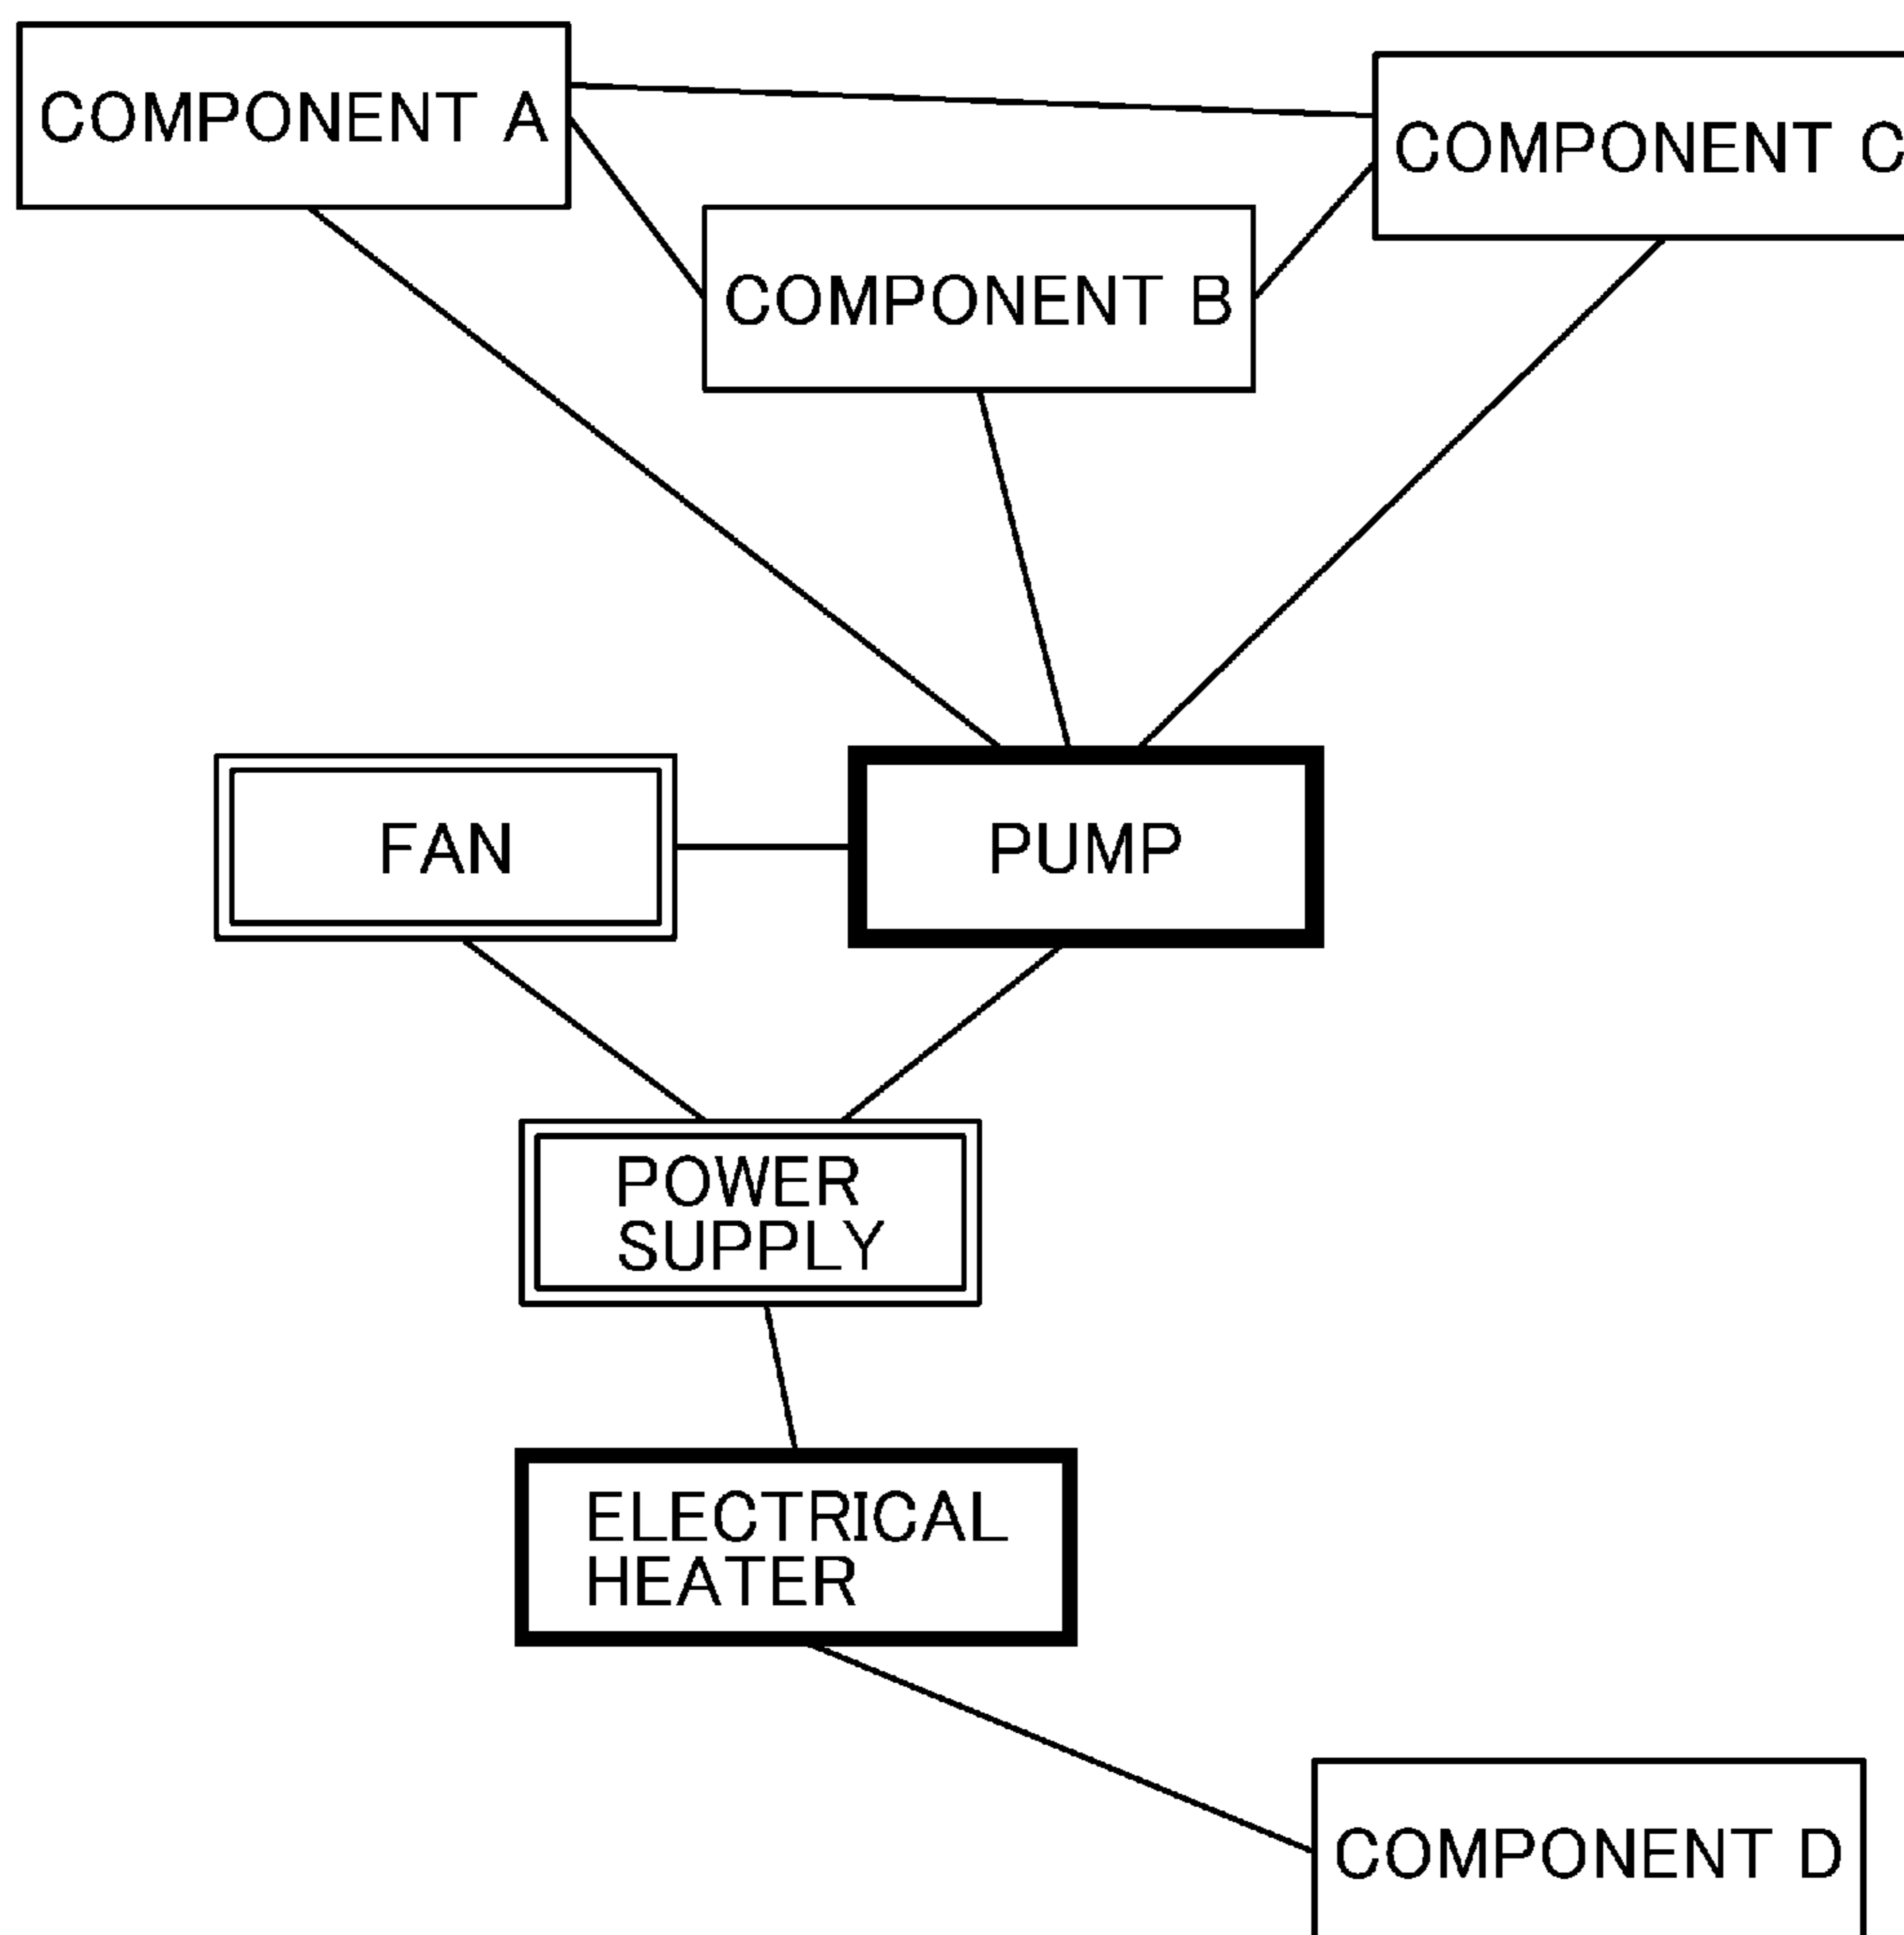 COMPONENT A
COMPONENT C
COMPONENT B
FAN
PUMP
POWER
SUPPLY
ELECTRICAL
HEATER
COMPONENT D